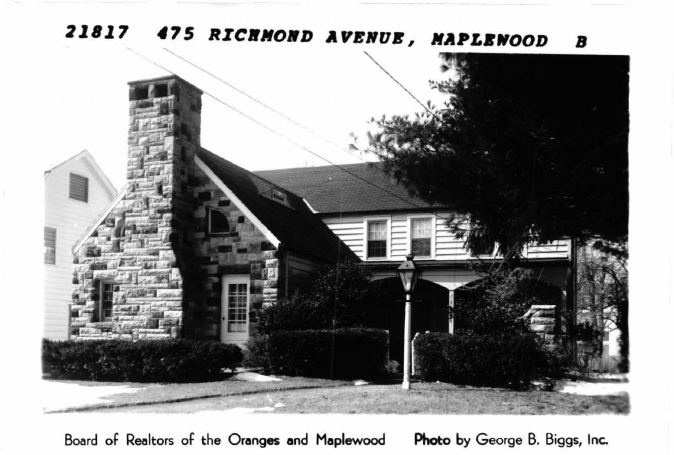 21817 475 RICHMOND AVENUE, MAPLEWOOD B
Board of Realtors of the Oranges and Maplewood Photo by George B. Biggs, Inc.